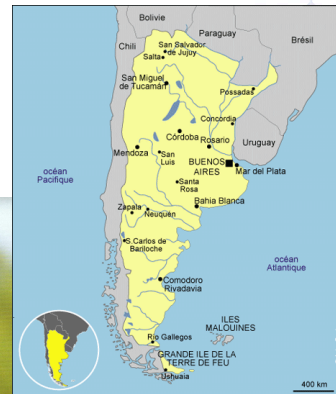 Bolivie
Paraguay
Brésil
Chili
San Salvador
de Jujuy
Salta
San Miguel
de Tucamán
Possadas
Concordia
Córdoba
Rosario
Uruguay
Mendoza
San
Luis
BUENOS
AIRES
Mar del Plata
océan
Pacifique
Santa
Rosa
Bahia Blanca
Zapala
Neuquén
S.Carlos de
Bariloche
océan
Atlantique
Comodoro
Rivadavia
ILES
MALOUINES
Rio Gallegos
GRANDE ILE DE LA
TERRE DE FEU
Ushuaia
400 km